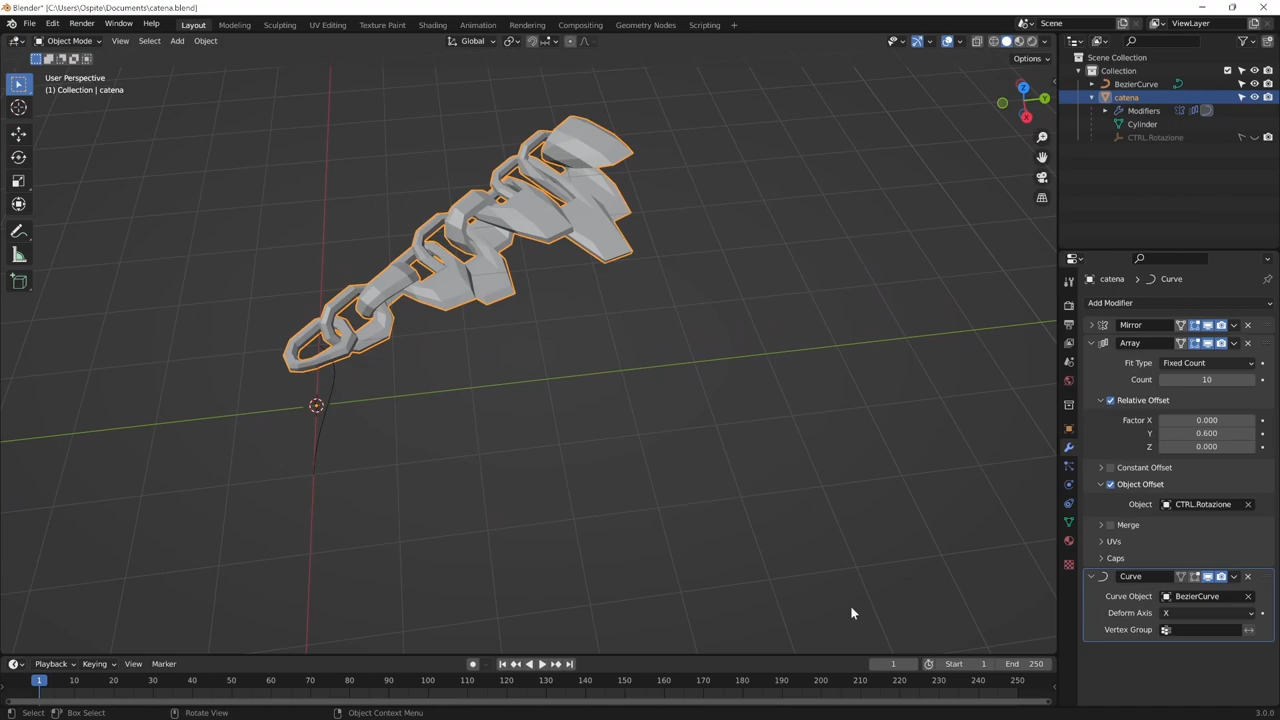 Blender* [C:\Users\Ospite\Documents\catena.blend]
File Edit Render Window Help Layout Modeling Sculpting UV Editing Texture Paint Shading Animation Rendering Compositing Geometry Nodes Scripting + Scene ViewLayer
Object Mode View Select Add Object Global
Options
User Perspective
(1) Collection | catena
Z
Y
X
Scene Collection
Collection
BezierCurve
catena
Modifiers
Cylinder
CTRL.Rotazione
catena > Curve
Add Modifier
Mirror
Array
Fit Type Fixed Count
Count 10
Relative Offset
Factor X 0.000
Y 0.600
Z 0.000
Constant Offset
Object Offset
Object CTRL.Rotazione
Merge
UVs
Caps
Curve
Curve Object BezierCurve
Deform Axis X
Vertex Group
Playback Keying View Marker 1 Start 1 End 250
1 10 20 30 40 50 60 70 80 90 100 110 120 130 140 150 160 170 180 190 200 210 220 230 240 250
Select Box Select Rotate View Object Context Menu 3.0.0